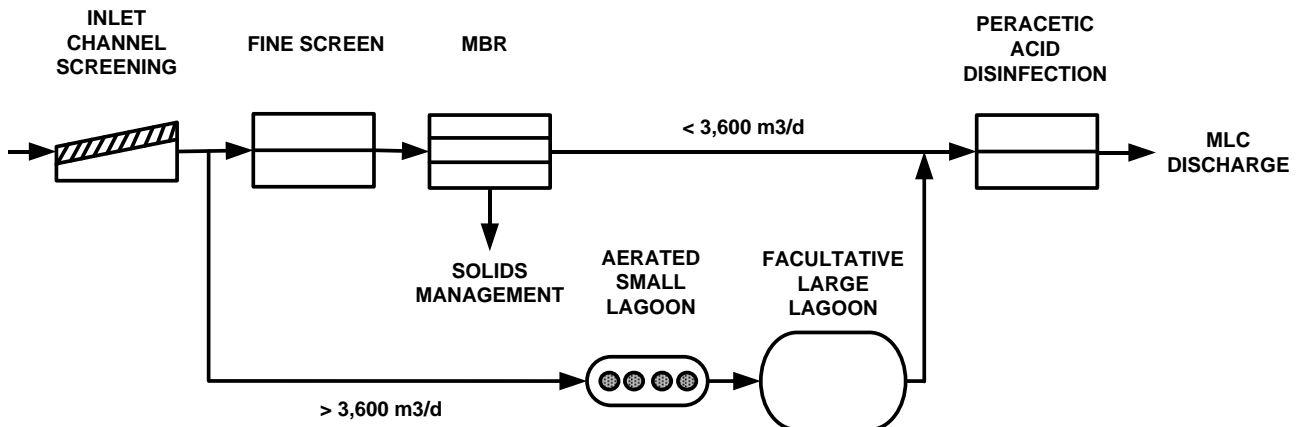 INLET
CHANNEL
SCREENING
FINE SCREEN
MBR
PERACETIC
ACID
DISINFECTION
< 3,600 m3/d
MLC
DISCHARGE
SOLIDS
MANAGEMENT
AERATED
SMALL
LAGOON
FACULTATIVE
LARGE
LAGOON
> 3,600 m3/d